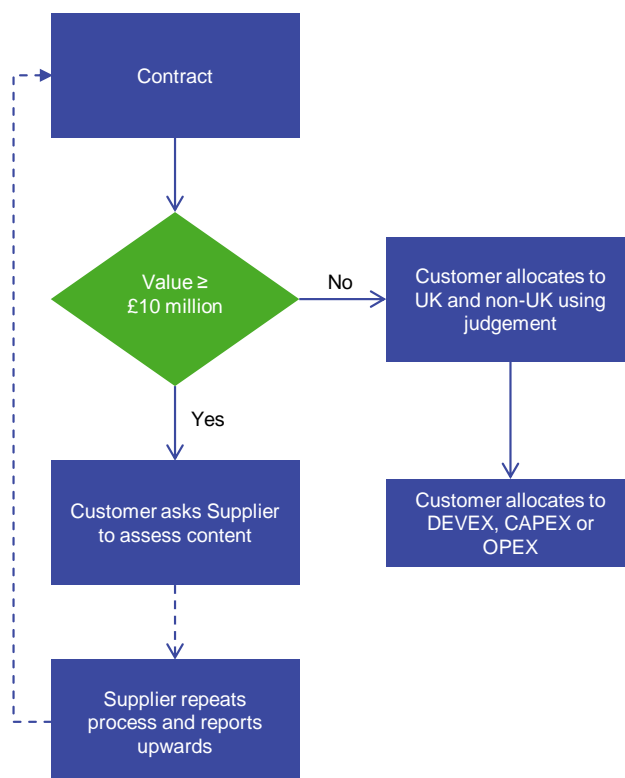 Contract
Value ≥
£10 million
No
Customer allocates to
UK and non-UK using
judgement
Yes
Customer asks Supplier
to assess content
Customer allocates to
DEVEX, CAPEX or
OPEX
Supplier repeats
process and reports
upwards